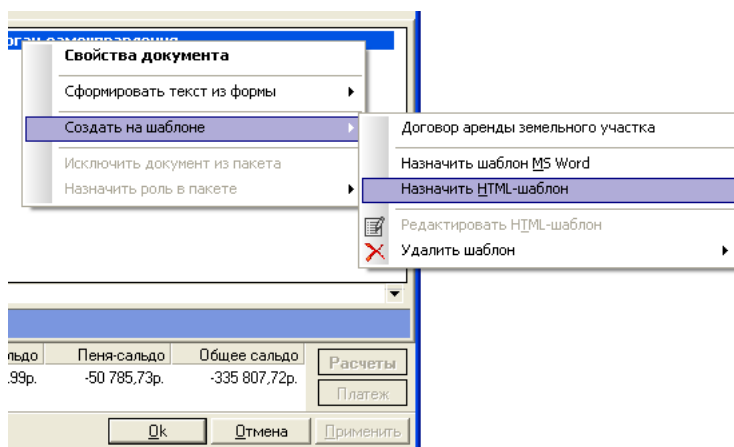 Свойства документа
Сформировать текст из формы
Создать на шаблоне
Исключить документ из пакета
Назначить роль в пакете
Договор аренды земельного участка
Назначить шаблон MS Word
Назначить HTML-шаблон
Редактировать HTML-шаблон
Удалить шаблон
льдо Пеня-сальдо Общее сальдо
.99р. -50 785,73р. -335 807,72р.
Расчеты
Платеж
Ok Отмена Применить